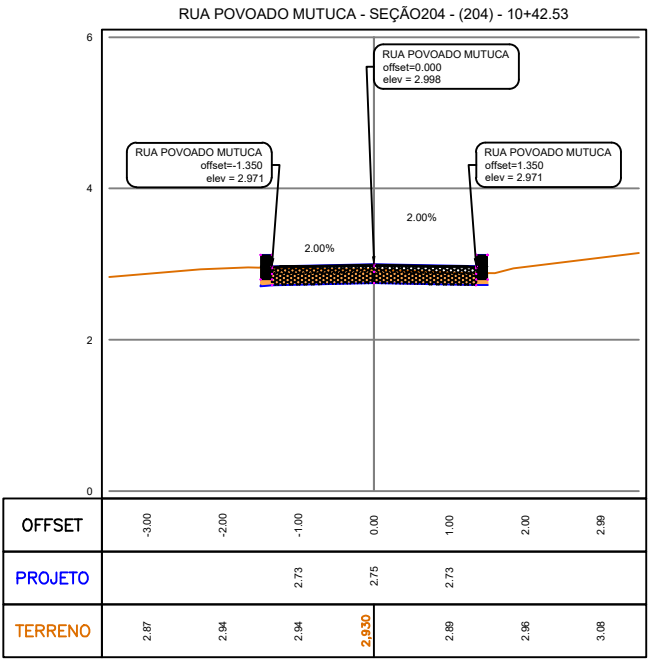 RUA POVOADO MUTUCA - SEÇÃO204 - (204) - 10+42.53
6
RUA POVOADO MUTUCA
offset=0.000
elev = 2.998
RUA POVOADO MUTUCA
offset=-1.350
elev = 2.971
RUA POVOADO MUTUCA
offset=1.350
elev = 2.971
4
2.00%
2.00%
2
0
OFFSET -3.00 -2.00 -1.00 0.00 1.00 2.00 2.99
PROJETO 2.73 2.75 2.73
TERRENO 2.87 2.94 2.94 2,930 2.89 2.96 3.08